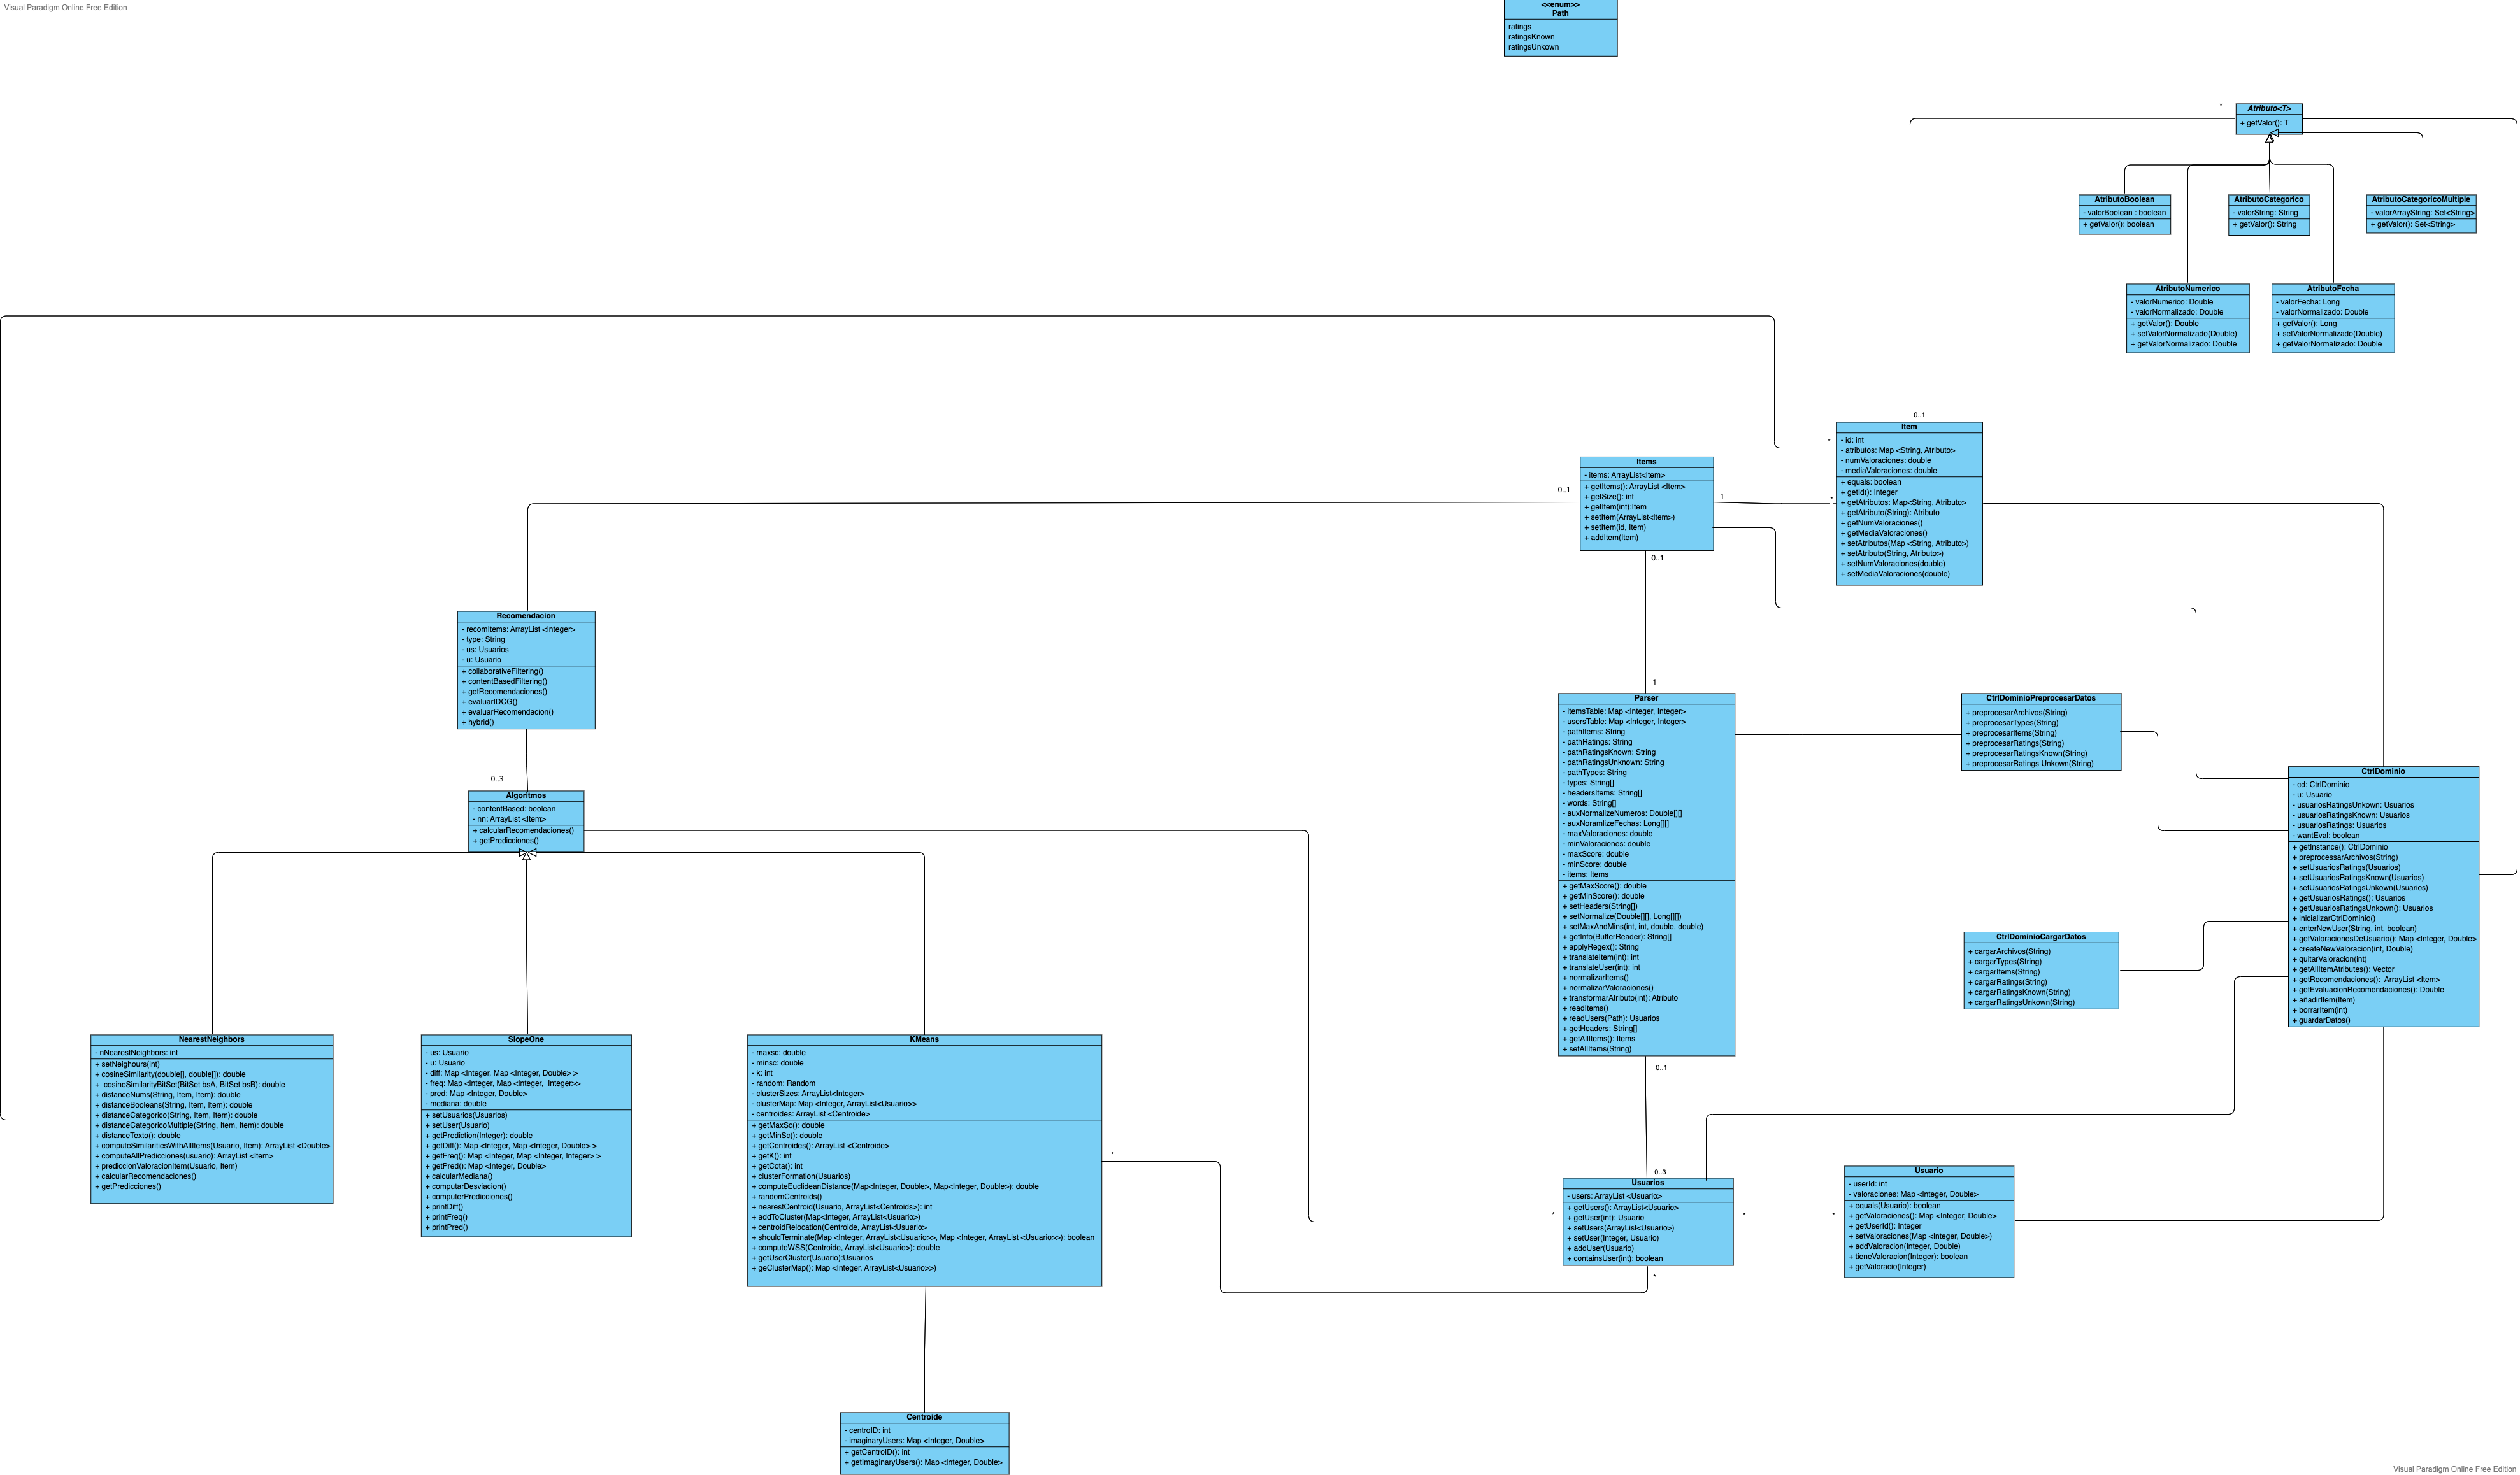 Visual Paradigm Online Free Edition
<<enum>>
Path
ratings
ratingsKnown
ratingsUnkown
*
Atributo<T>
+ getValor(): T
AtributoBoolean
- valorBoolean : boolean
+ getValor(): boolean
AtributoCategorico
- valorString: String
+ getValor(): String
AtributoCategoricoMultiple
- valorArrayString: Set<String>
+ getValor(): Set<String>
AtributoNumerico
- valorNumerico: Double
- valorNormalizado: Double
+ getValor(): Double
+ setValorNormalizado(Double)
+ getValorNormalizado: Double
AtributoFecha
- valorFecha: Long
- valorNormalizado: Double
+ getValor(): Long
+ setValorNormalizado(Double)
+ getValorNormalizado: Double
0..1
*
Item
- id: int
- atributos: Map <String, Atributo>
- numValoraciones: double
- mediaValoraciones: double
+ equals: boolean
+ getId(): Integer
+ getAtributos: Map<String, Atributo>
+ getAtributo(String): Atributo
+ getNumValoraciones()
+ getMediaValoraciones()
+ setAtributos(Map <String, Atributo>)
+ setAtributo(String, Atributo>)
+ setNumValoraciones(double)
+ setMediaValoraciones(double)
0..1
Items
- items: ArrayList<Item>
+ getItems(): ArrayList <Item>
+ getSize(): int
+ getItem(int):Item
+ setItem(ArrayList<Item>)
+ setItem(id, Item)
+ addItem(Item)
1
*
0..1
1
Recomendacion
- recomItems: ArrayList <Integer>
- type: String
- us: Usuarios
- u: Usuario
+ collaborativeFiltering()
+ contentBasedFiltering()
+ getRecomendaciones()
+ evaluarIDCG()
+ evaluarRecomendacion()
+ hybrid()
0..3
Algoritmos
- contentBased: boolean
- nn: ArrayList <Item>
+ calcularRecomendaciones()
+ getPredicciones()
Parser
- itemsTable: Map <Integer, Integer>
- usersTable: Map <Integer, Integer>
- pathItems: String
- pathRatings: String
- pathRatingsKnown: String
- pathRatingsUnknown: String
- pathTypes: String
- types: String[]
- headersItems: String[]
- words: String[]
- auxNormalizeNumeros: Double[][]
- auxNoramlizeFechas: Long[][]
- maxValoraciones: double
- minValoraciones: double
- maxScore: double
- minScore: double
- items: Items
+ getMaxScore(): double
+ getMinScore(): double
+ setHeaders(String[])
+ setNormalize(Double[][], Long[][])
+ setMaxAndMins(int, int, double, double)
+ getInfo(BufferReader): String[]
+ applyRegex(): String
+ translateItem(int): int
+ translateUser(int): int
+ normalizarItems()
+ normalizarValoraciones()
+ transformarAtributo(int): Atributo
+ readItems()
+ readUsers(Path): Usuarios
+ getHeaders: String[]
+ getAllItems(): Items
+ setAllItems(String)
CtrlDominioPreprocesarDatos
+ preprocesarArchivos(String)
+ preprocesarTypes(String)
+ preprocesarItems(String)
+ preprocesarRatings(String)
+ preprocesarRatingsKnown(String)
+ preprocesarRatings Unkown(String)
CtrlDominioCargarDatos
+ cargarArchivos(String)
+ cargarTypes(String)
+ cargarItems(String)
+ cargarRatings(String)
+ cargarRatingsKnown(String)
+ cargarRatingsUnkown(String)
CtrlDominio
- cd: CtrlDominio
- u: Usuario
- usuariosRatingsUnkown: Usuarios
- usuariosRatingsKnown: Usuarios
- usuariosRatings: Usuarios
- wantEval: boolean
+ getInstance(): CtrlDominio
+ preprocessarArchivos(String)
+ setUsuariosRatings(Usuarios)
+ setUsuariosRatingsKnown(Usuarios)
+ setUsuariosRatingsUnkown(Usuarios)
+ getUsuariosRatings(): Usuarios
+ getUsuariosRatingsUnkown(): Usuarios
+ inicializarCtrlDominio()
+ enterNewUser(String, int, boolean)
+ getValoracionesDeUsuario(): Map <Integer, Double>
+ createNewValoracion(int, Double)
+ quitarValoracion(int)
+ getAllItemAtributes(): Vector
+ getRecomendaciones(): ArrayList <Item>
+ getEvaluacionRecomendaciones(): Double
+ añadirItem(Item)
+ borrarItem(int)
+ guardarDatos()
NearestNeighbors
- nNearestNeighbors: int
+ setNeighours(int)
+ cosineSimilarity(double[], double[]): double
+ cosineSimilarityBitSet(BitSet bsA, BitSet bsB): double
+ distanceNums(String, Item, Item): double
+ distanceBooleans(String, Item, Item): double
+ distanceCategorico(String, Item, Item): double
+ distanceCategoricoMultiple(String, Item, Item): double
+ distanceTexto(): double
+ computeSimilaritiesWithAllItems(Usuario, Item): ArrayList <Double>
+ computeAllPredicciones(usuario): ArrayList <Item>
+ prediccionValoracionItem(Usuario, Item)
+ calcularRecomendaciones()
+ getPredicciones()
SlopeOne
- us: Usuario
- u: Usuario
- diff: Map <Integer, Map <Integer, Double> >
- freq: Map <Integer, Map <Integer, Integer>>
- pred: Map <Integer, Double>
- mediana: double
+ setUsuarios(Usuarios)
+ setUser(Usuario)
+ getPrediction(Integer): double
+ getDiff(): Map <Integer, Map <Integer, Double> >
+ getFreq(): Map <Integer, Map <Integer, Integer> >
+ getPred(): Map <Integer, Double>
+ calcularMediana()
+ computarDesviacion()
+ computerPredicciones()
+ printDiff()
+ printFreq()
+ printPred()
KMeans
- maxsc: double
- minsc: double
- k: int
- random: Random
- clusterSizes: ArrayList<Integer>
- clusterMap: Map <Integer, ArrayList<Usuario>>
- centroides: ArrayList <Centroide>
+ getMaxSc(): double
+ getMinSc(): double
+ getCentroides(): ArrayList <Centroide>
+ getK(): int
+ getCota(): int
+ clusterFormation(Usuarios)
+ computeEuclideanDistance(Map<Integer, Double>, Map<Integer, Double>): double
+ randomCentroids()
+ nearestCentroid(Usuario, ArrayList<Centroids>): int
+ addToCluster(Map<Integer, ArrayList<Usuario>)
+ centroidRelocation(Centroide, ArrayList<Usuario>
+ shouldTerminate(Map <Integer, ArrayList<Usuario>>, Map <Integer, ArrayList <Usuario>>): boolean
+ computeWSS(Centroide, ArrayList<Usuario>): double
+ getUserCluster(Usuario):Usuarios
+ geClusterMap(): Map <Integer, ArrayList<Usuario>>)
*
0..1
0..3
*
Usuarios
- users: ArrayList <Usuario>
+ getUsers(): ArrayList<Usuario>
+ getUser(int): Usuario
+ setUsers(ArrayList<Usuario>)
+ setUser(Integer, Usuario)
+ addUser(Usuario)
+ containsUser(int): boolean
*
*
*
Usuario
- userId: int
- valoraciones: Map <Integer, Double>
+ equals(Usuario): boolean
+ getValoraciones(): Map <Integer, Double>
+ getUserId(): Integer
+ setValoraciones(Map <Integer, Double>)
+ addValoracion(Integer, Double)
+ tieneValoracion(Integer): boolean
+ getValoracio(Integer)
Centroide
- centroID: int
- imaginaryUsers: Map <Integer, Double>
+ getCentroID(): int
+ getImaginaryUsers(): Map <Integer, Double>
Visual Paradigm Online Free Edition